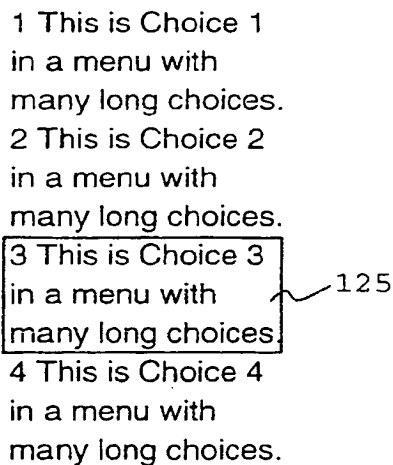 1 This is Choice 1
in a menu with
many long choices.
2 This is Choice 2
in a menu with
many long choices.
3 This is Choice 3
in a menu with
many long choices.
125
4 This is Choice 4
in a menu with
many long choices.